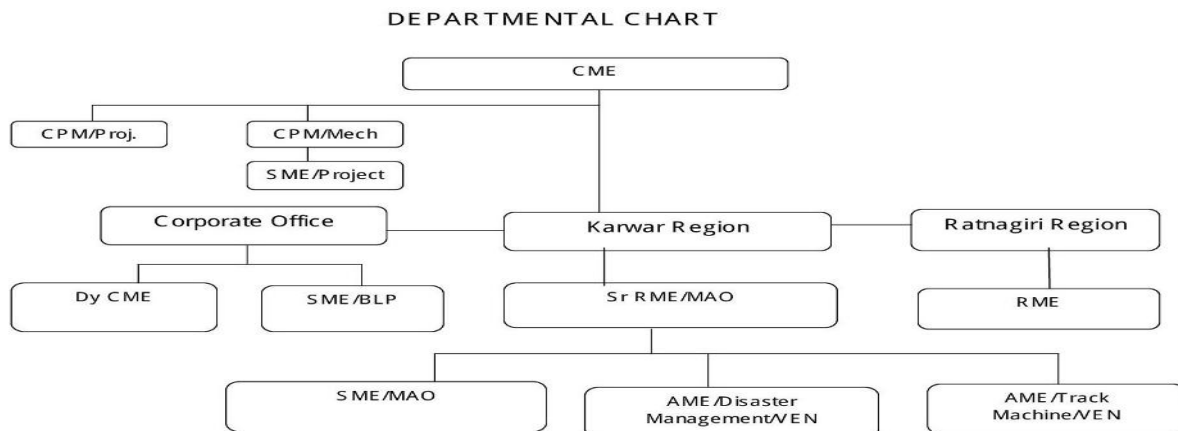 DEPARTMENTAL CHART
CME
CPM/Proj.
CPM/Mech
SME/Project
Corporate Office
Karwar Region
Ratnagiri Region
Dy CME
SME/BLP
Sr RME/MAO
RME
SME/MAO
AME/Disaster
Management/VEN
AME/Track
Machine/VEN